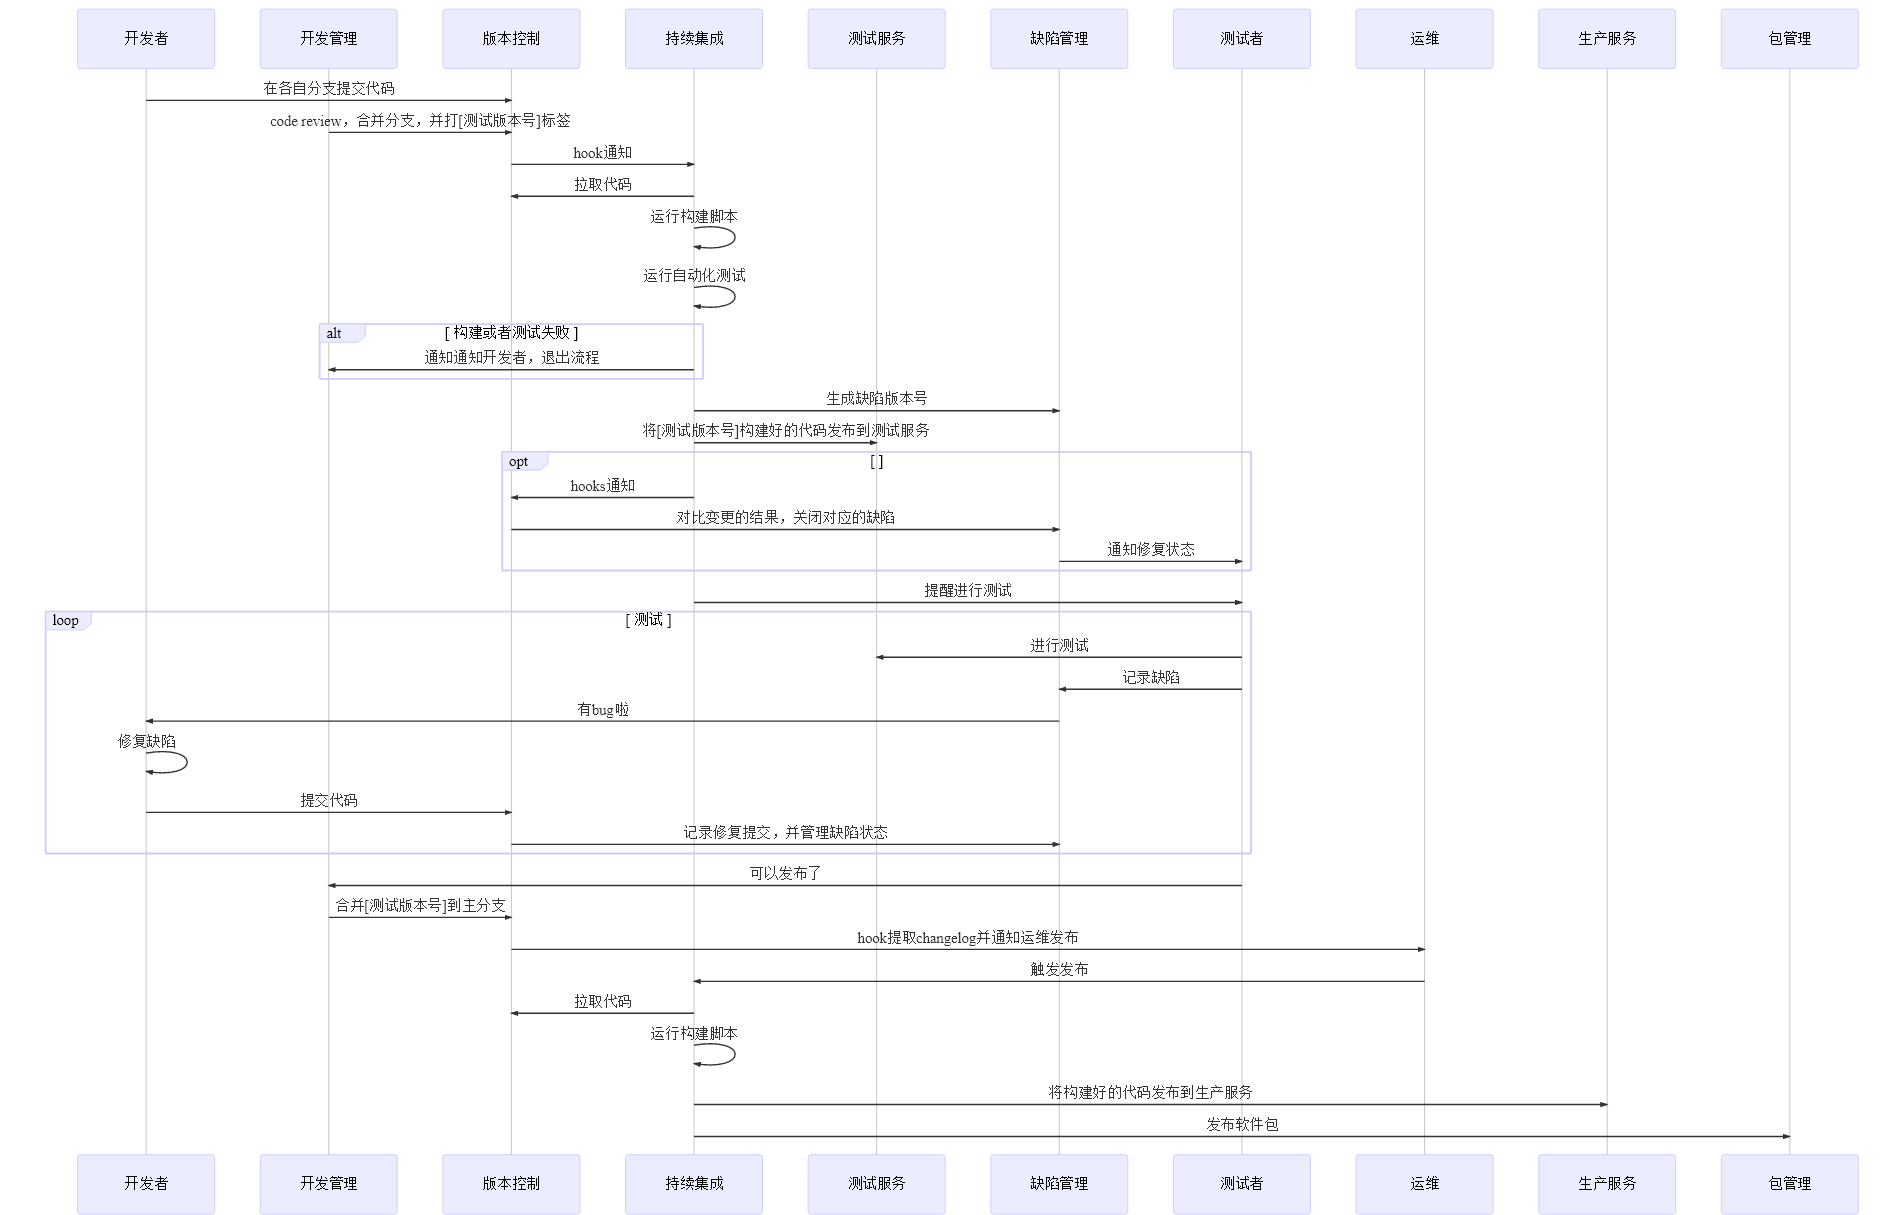 开发者
开发管理
版本控制
持续集成
测试服务
缺陷管理
测试者
运维
生产服务
包管理
在各自分支提交代码
code review，合并分支，并打[测试版本号]标签
hook通知
拉取代码
运行构建脚本
运行自动化测试
alt
[ 构建或者测试失败 ]
通知通知开发者，退出流程
生成缺陷版本号
将[测试版本号]构建好的代码发布到测试服务
opt
[ ]
hooks通知
对比变更的结果，关闭对应的缺陷
通知修复状态
提醒进行测试
loop
[ 测试 ]
进行测试
记录缺陷
有bug啦
修复缺陷
提交代码
记录修复提交，并管理缺陷状态
可以发布了
合并[测试版本号]到主分支
hook提取changelog并通知运维发布
触发发布
拉取代码
运行构建脚本
将构建好的代码发布到生产服务
发布软件包
开发者
开发管理
版本控制
持续集成
测试服务
缺陷管理
测试者
运维
生产服务
包管理